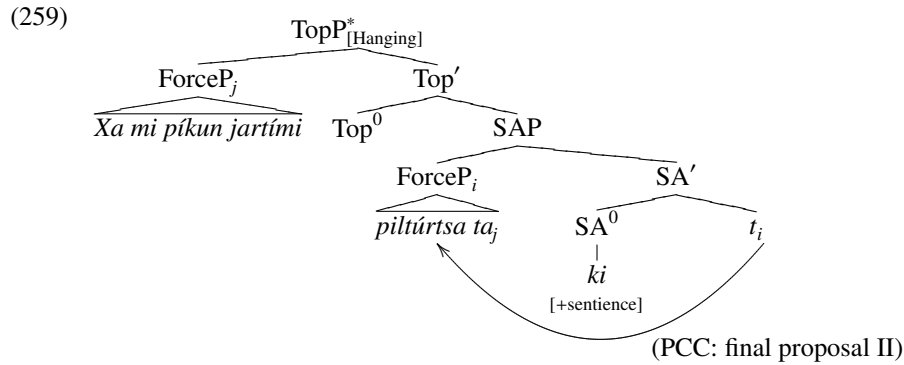 (259)
TopP*[Hanging]
ForcePj Top′
Xa mi píkun jartími Top0 SAP
ForcePi SA′
piltúrtsa taj SA0 ti
ki
[+sentience]
(PCC: final proposal II)